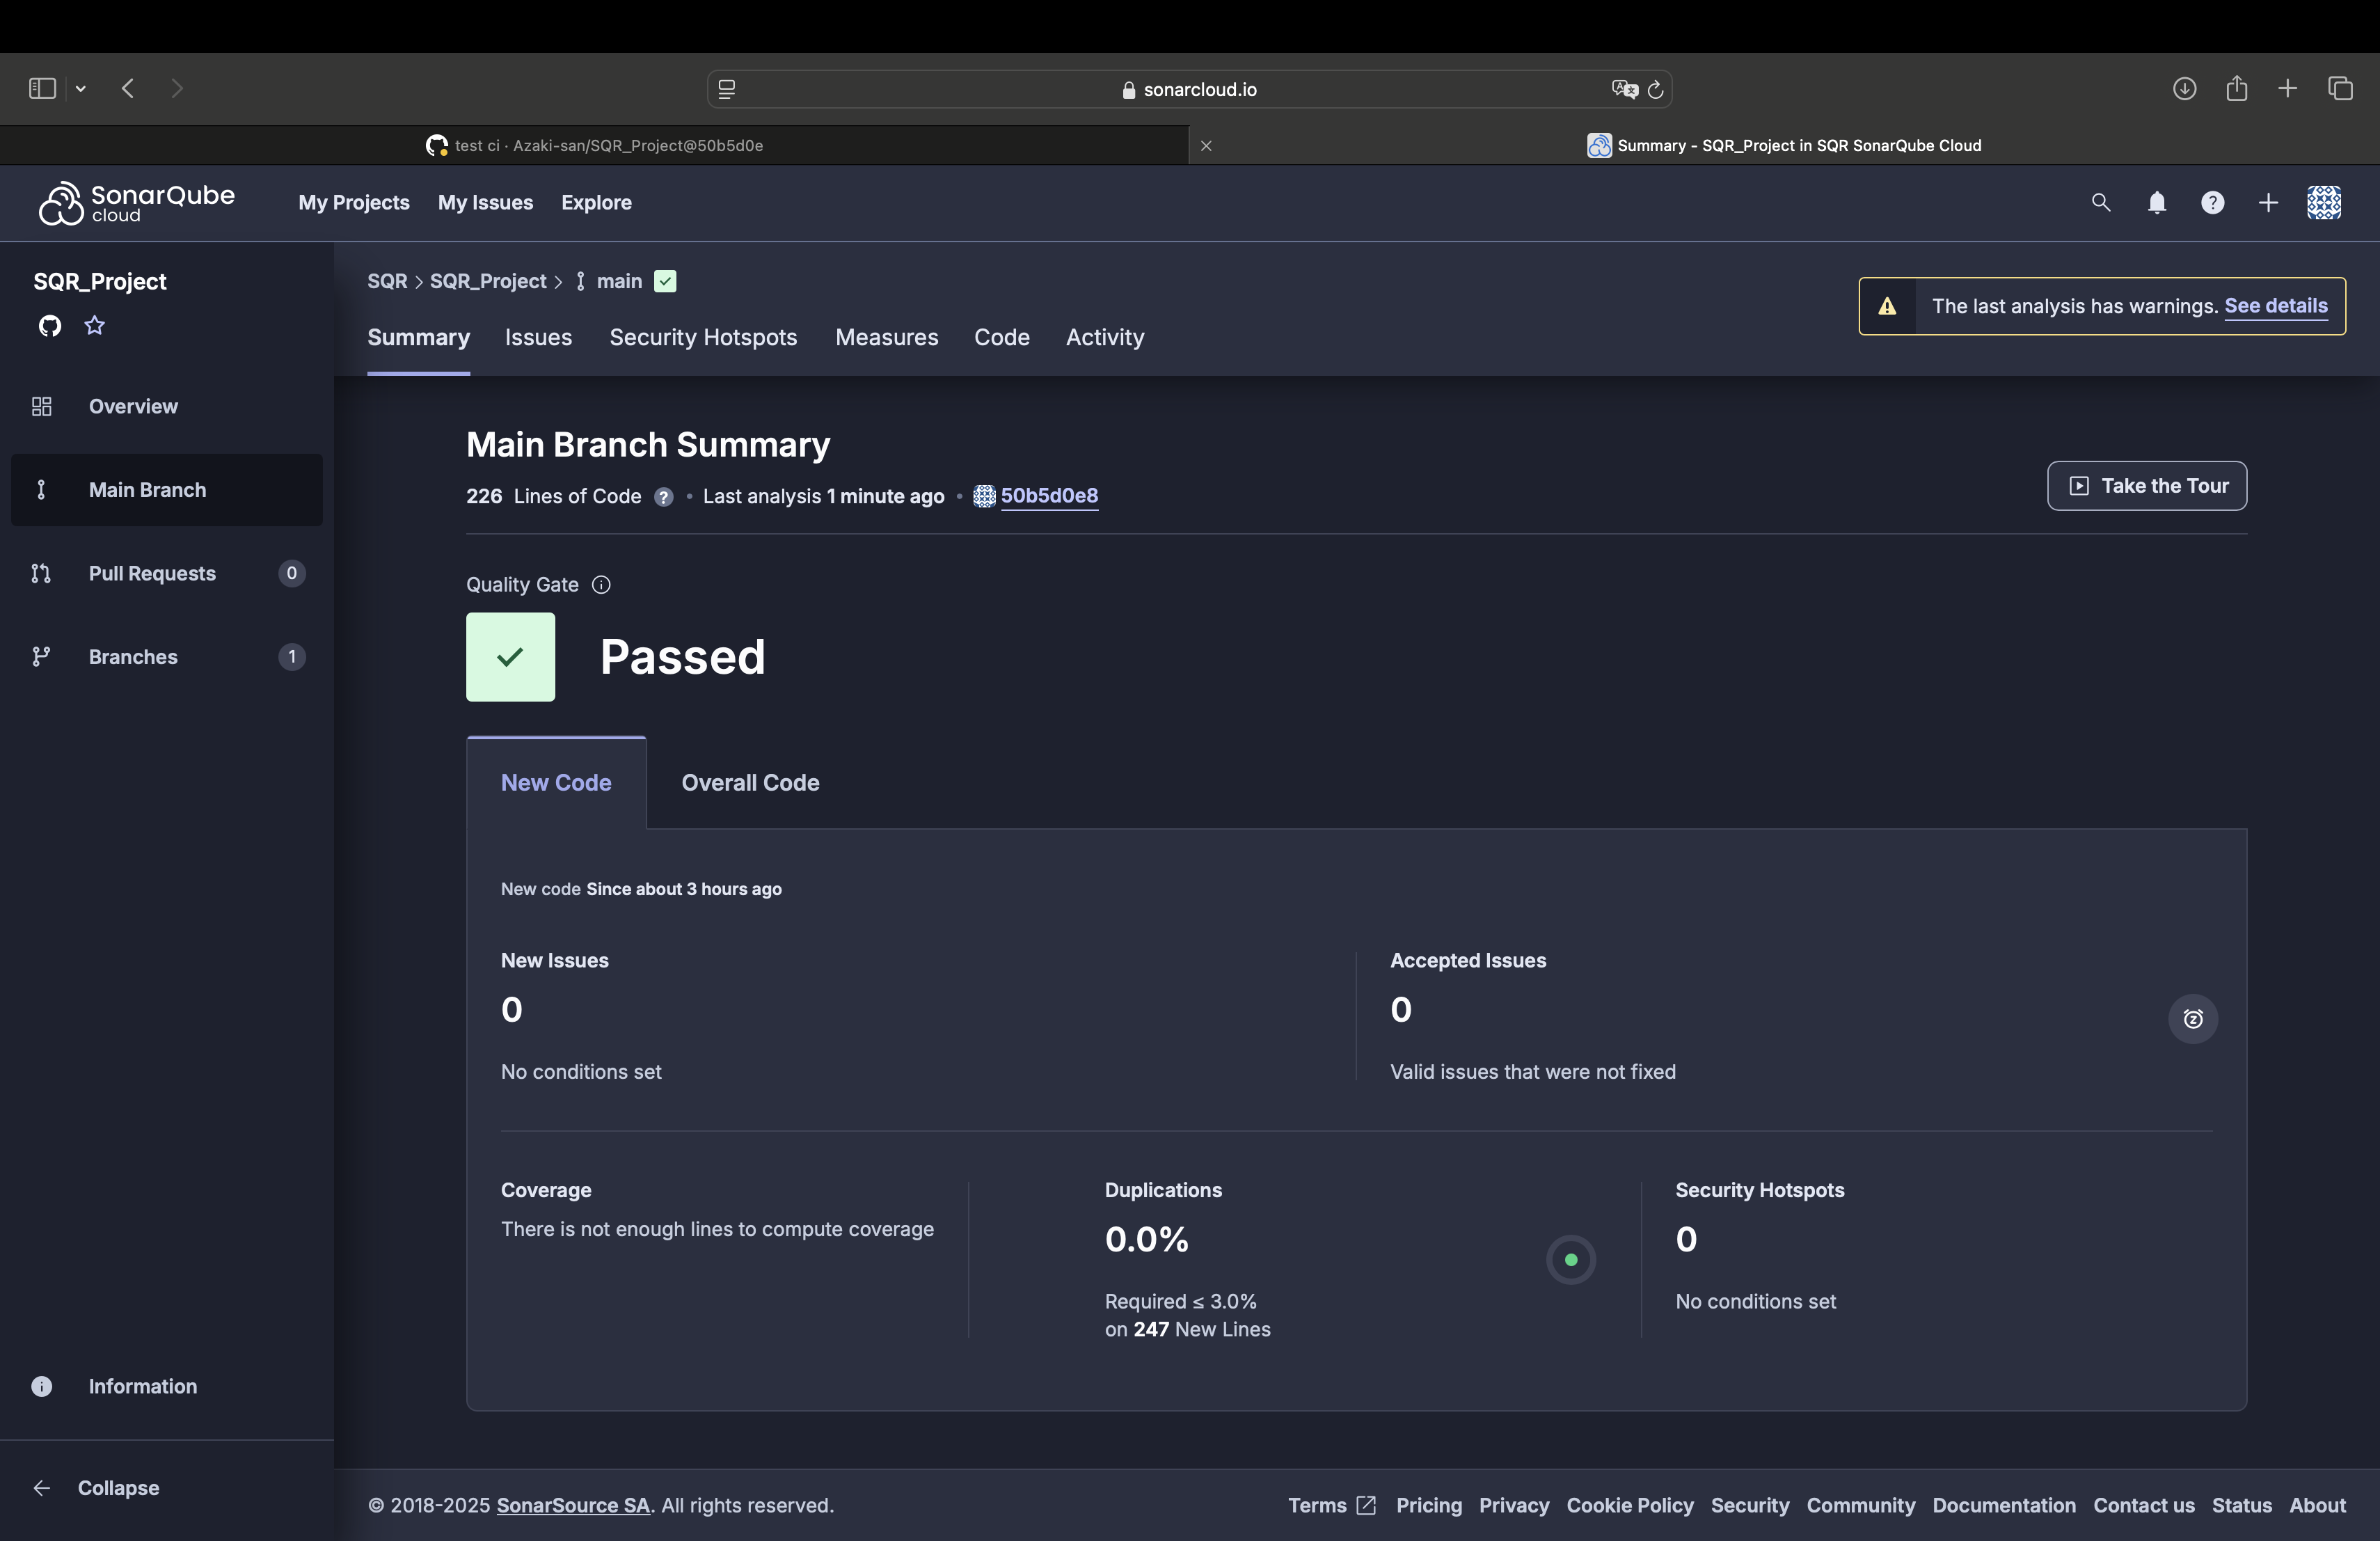 sonarcloud.io
test ci · Azaki-san/SQR_Project@50b5d0e
Summary - SQR_Project in SQR SonarQube Cloud
SonarQube cloud
My Projects
My Issues
Explore
SQR_Project
Overview
Main Branch
Pull Requests 0
Branches 1
Information
Collapse
SQR > SQR_Project > main
Summary
Issues
Security Hotspots
Measures
Code
Activity
The last analysis has warnings. See details
Main Branch Summary
226 Lines of Code ? • Last analysis 1 minute ago • 50b5d0e8
Take the Tour
Quality Gate
Passed
New Code
Overall Code
New code Since about 3 hours ago
New Issues
0
No conditions set
Accepted Issues
0
Valid issues that were not fixed
Coverage
There is not enough lines to compute coverage
Duplications
0.0%
Required ≤ 3.0%
on 247 New Lines
Security Hotspots
0
No conditions set
© 2018-2025 SonarSource SA. All rights reserved.
Terms Pricing Privacy Cookie Policy Security Community Documentation Contact us Status About